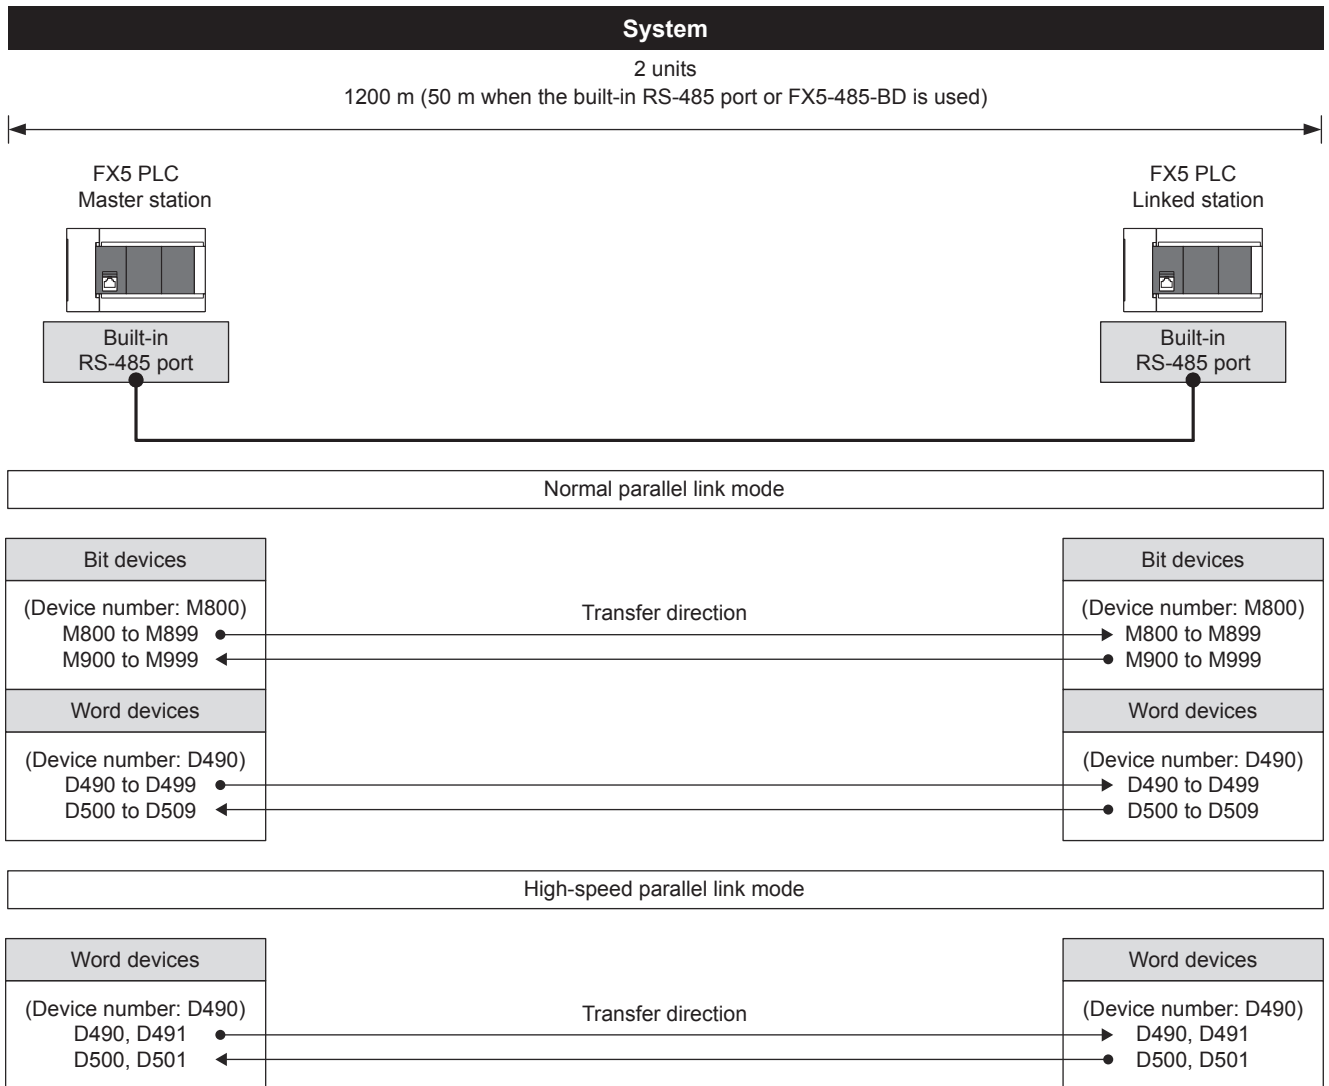 System
2 units
1200 m (50 m when the built-in RS-485 port or FX5-485-BD is used)
FX5 PLC
Master station
FX5 PLC
Linked station
Built-in
RS-485 port
Built-in
RS-485 port
Normal parallel link mode
Bit devices
Bit devices
(Device number: M800)
Transfer direction
(Device number: M800)
M800 to M899
M800 to M899
M900 to M999
M900 to M999
Word devices
Word devices
(Device number: D490)
(Device number: D490)
D490 to D499
D490 to D499
D500 to D509
D500 to D509
High-speed parallel link mode
Word devices
Word devices
(Device number: D490)
Transfer direction
(Device number: D490)
D490, D491
D490, D491
D500, D501
D500, D501